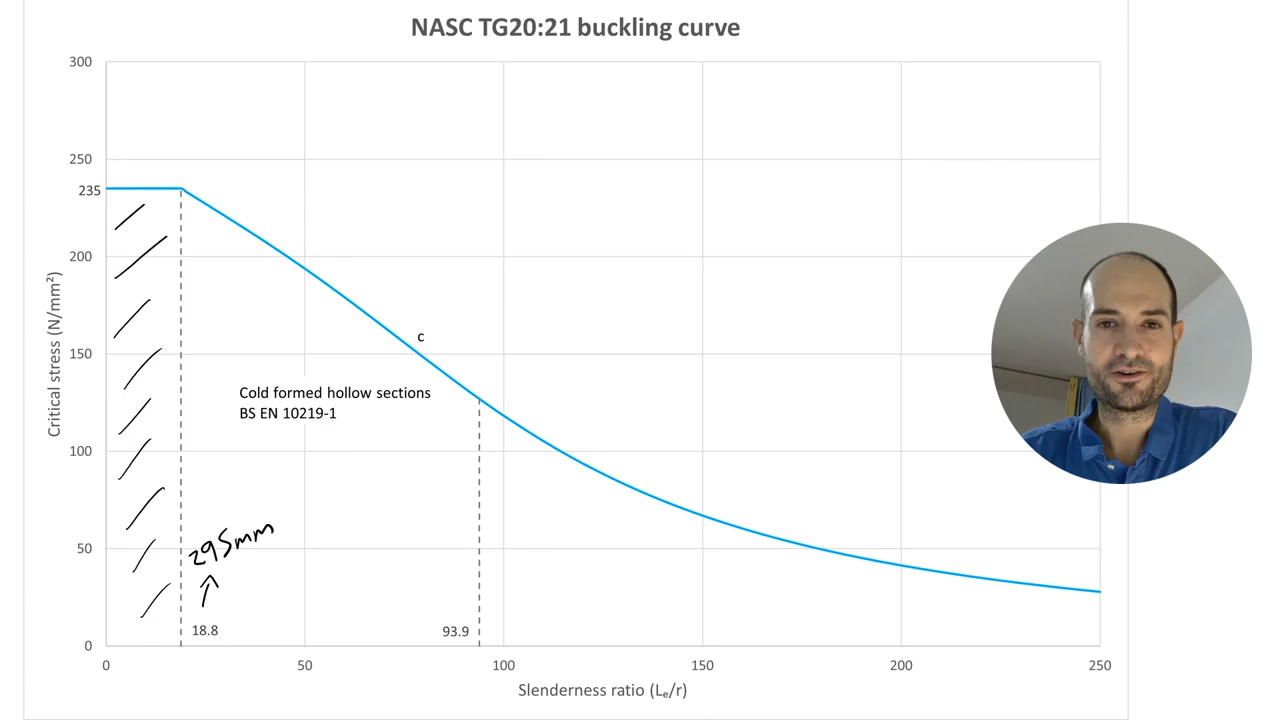 NASC TG20:21 buckling curve
300
250
235
200
150
100
50
0
Critical stress (N/mm²)
c
Cold formed hollow sections
BS EN 10219-1
295mm
18.8
93.9
0 50 100 150 200 250
Slenderness ratio (Lₑ/r)